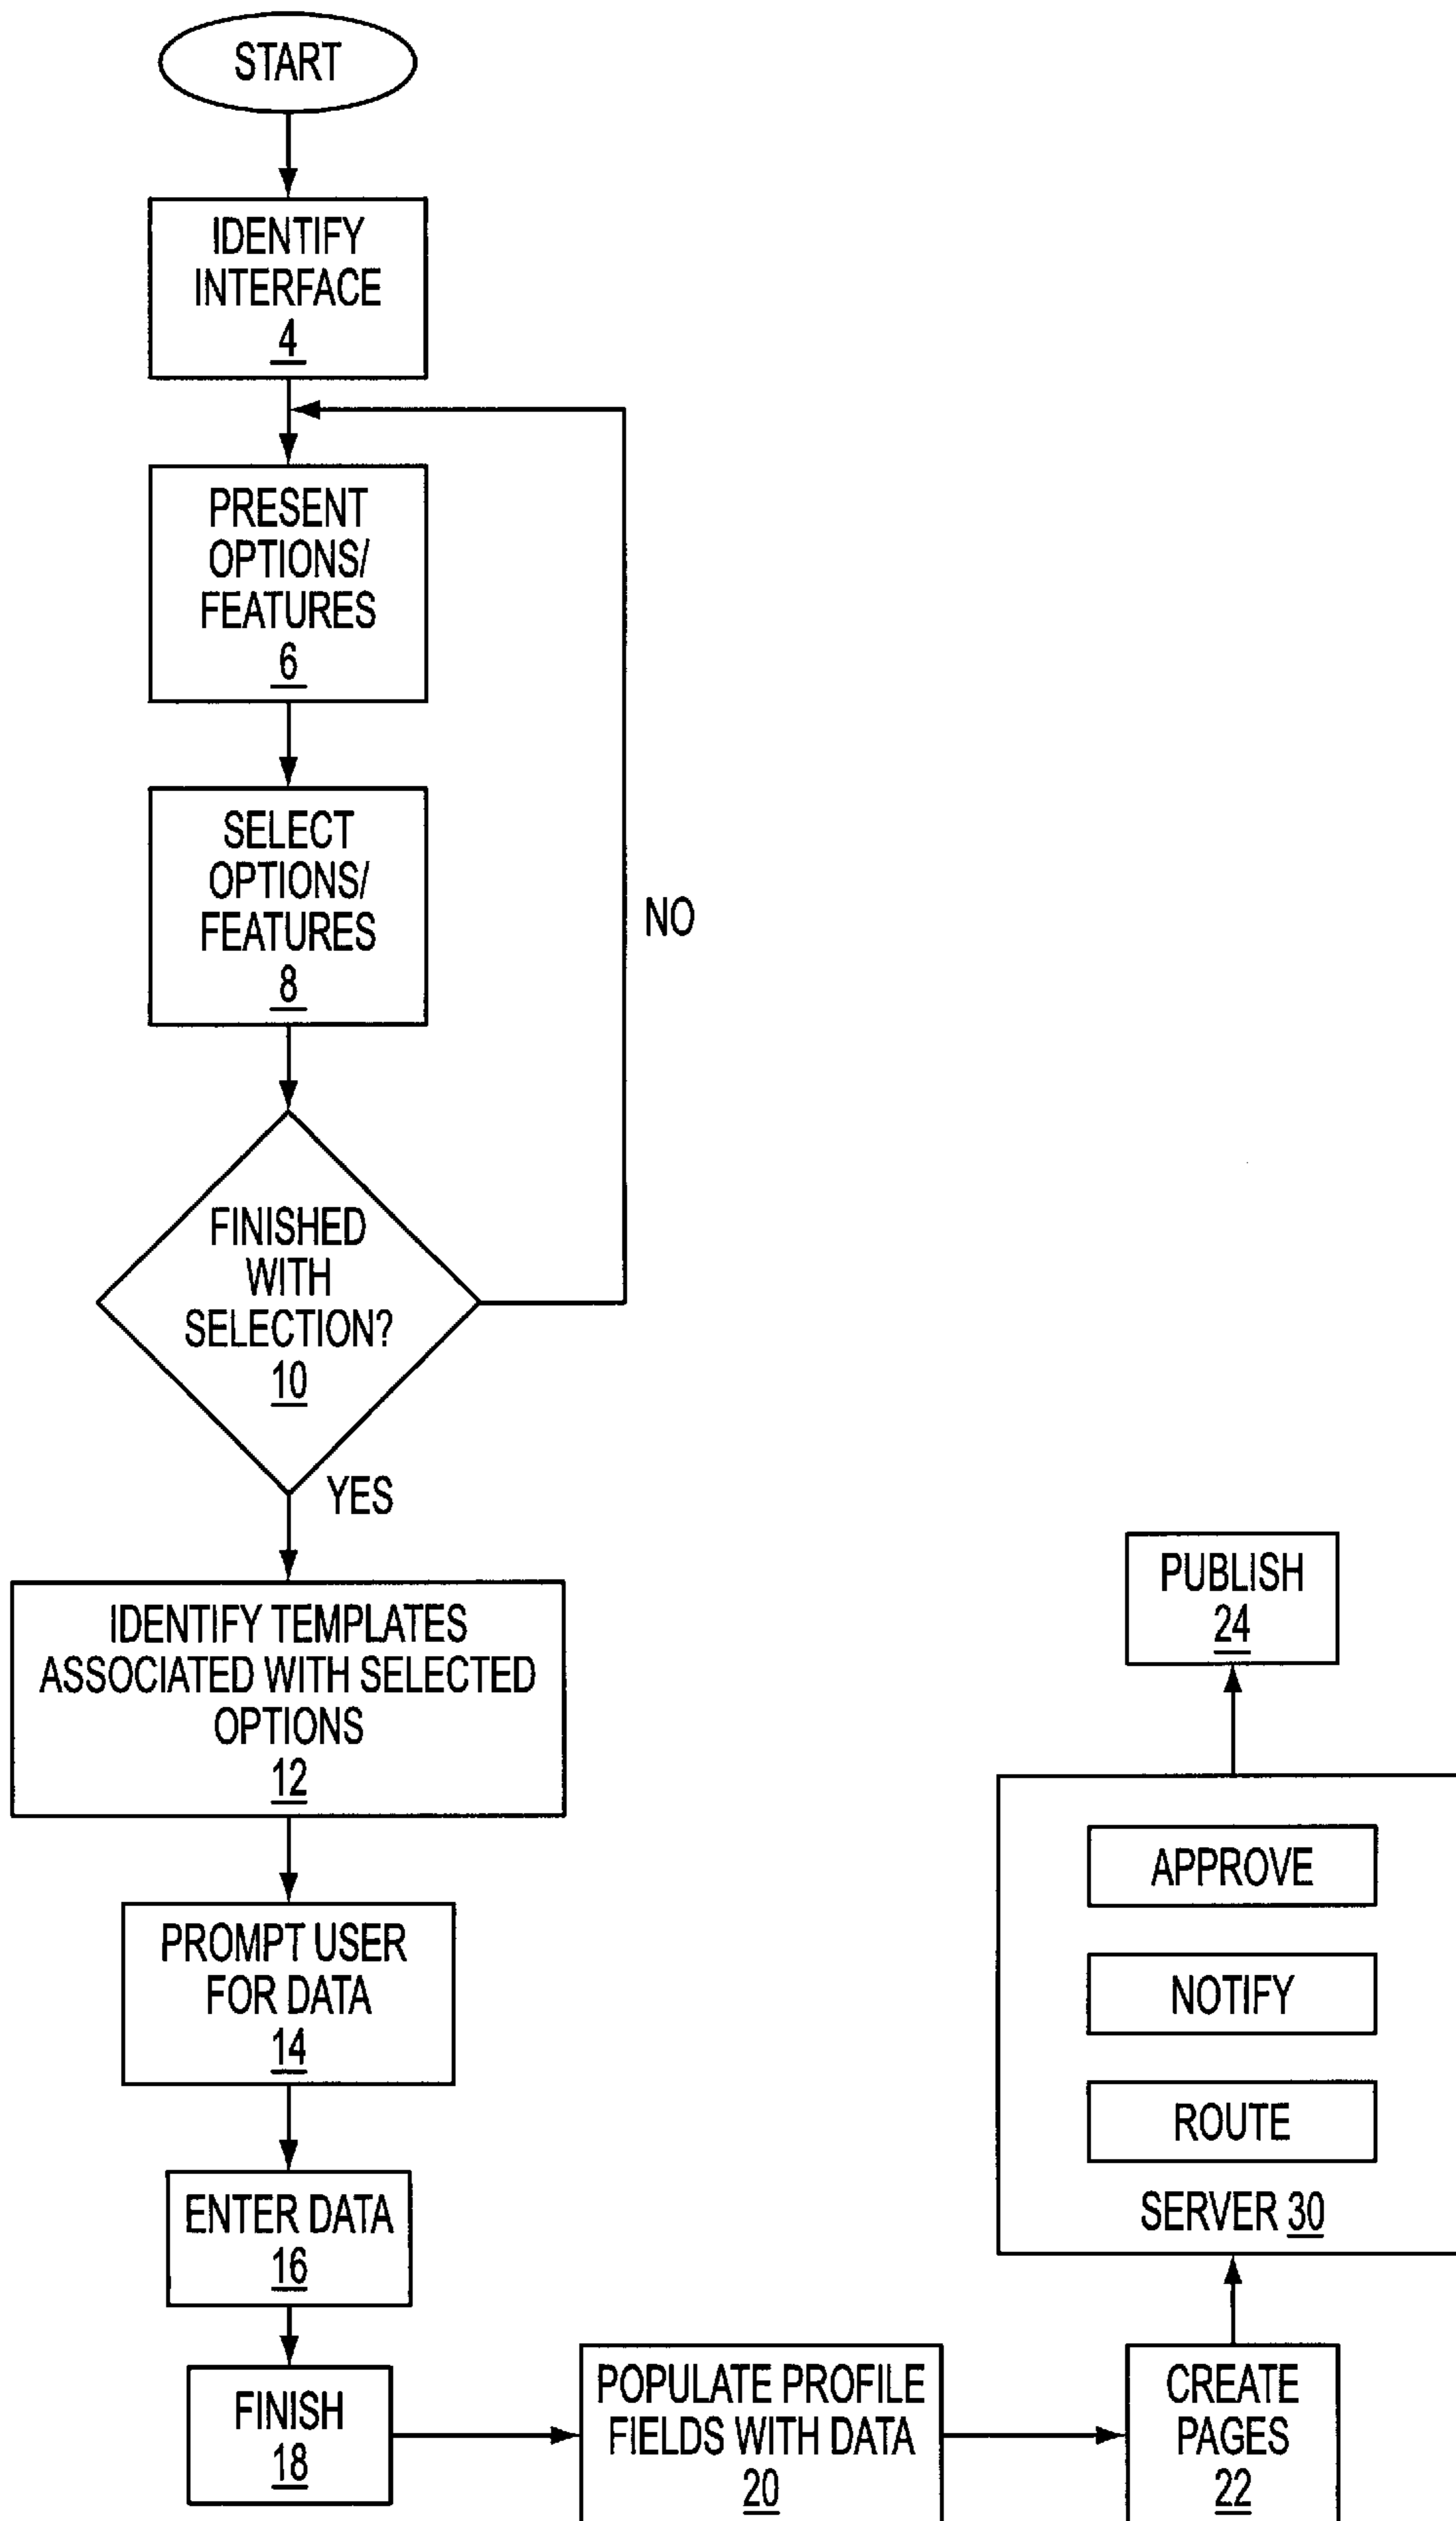 START
IDENTIFY
INTERFACE
4
PRESENT
OPTIONS/
FEATURES
6
SELECT
OPTIONS/
FEATURES
8
NO
FINISHED
WITH
SELECTION?
10
YES
IDENTIFY TEMPLATES
ASSOCIATED WITH SELECTED
OPTIONS
12
PROMPT USER
FOR DATA
14
ENTER DATA
16
FINISH
18
POPULATE PROFILE
FIELDS WITH DATA
20
CREATE
PAGES
22
PUBLISH
24
APPROVE
NOTIFY
ROUTE
SERVER 30